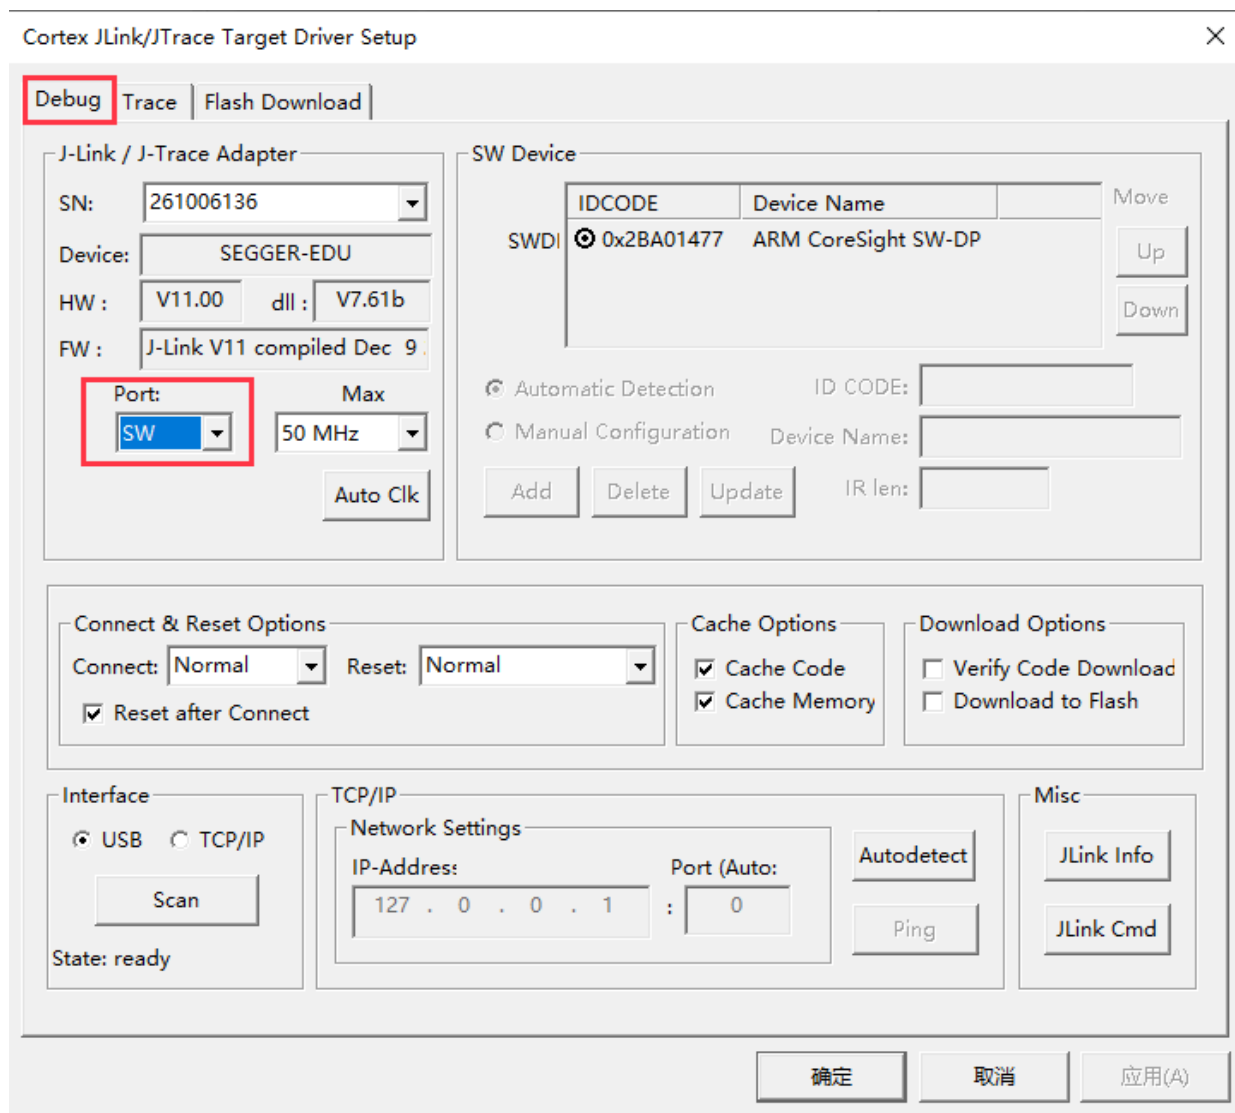 Cortex JLink/JTrace Target Driver Setup
Debug Trace Flash Download
J-Link / J-Trace Adapter
SN: 261006136
Device: SEGGER-EDU
HW : V11.00 dll : V7.61b
FW : J-Link V11 compiled Dec 9
Port: Max
SW 50 MHz
Auto Clk
SW Device
IDCODE Device Name
SWDI 0x2BA01477 ARM CoreSight SW-DP
Move
Up
Down
Automatic Detection ID CODE:
Manual Configuration Device Name:
Add Delete Update IR len:
Connect & Reset Options
Connect: Normal Reset: Normal
Reset after Connect
Cache Options
Cache Code
Cache Memory
Download Options
Verify Code Download
Download to Flash
Interface
USB TCP/IP
Scan
State: ready
TCP/IP
Network Settings
IP-Address Port (Auto:
127 . 0 . 0 . 1 : 0
Autodetect
Ping
Misc
JLink Info
JLink Cmd
确定 取消 应用(A)